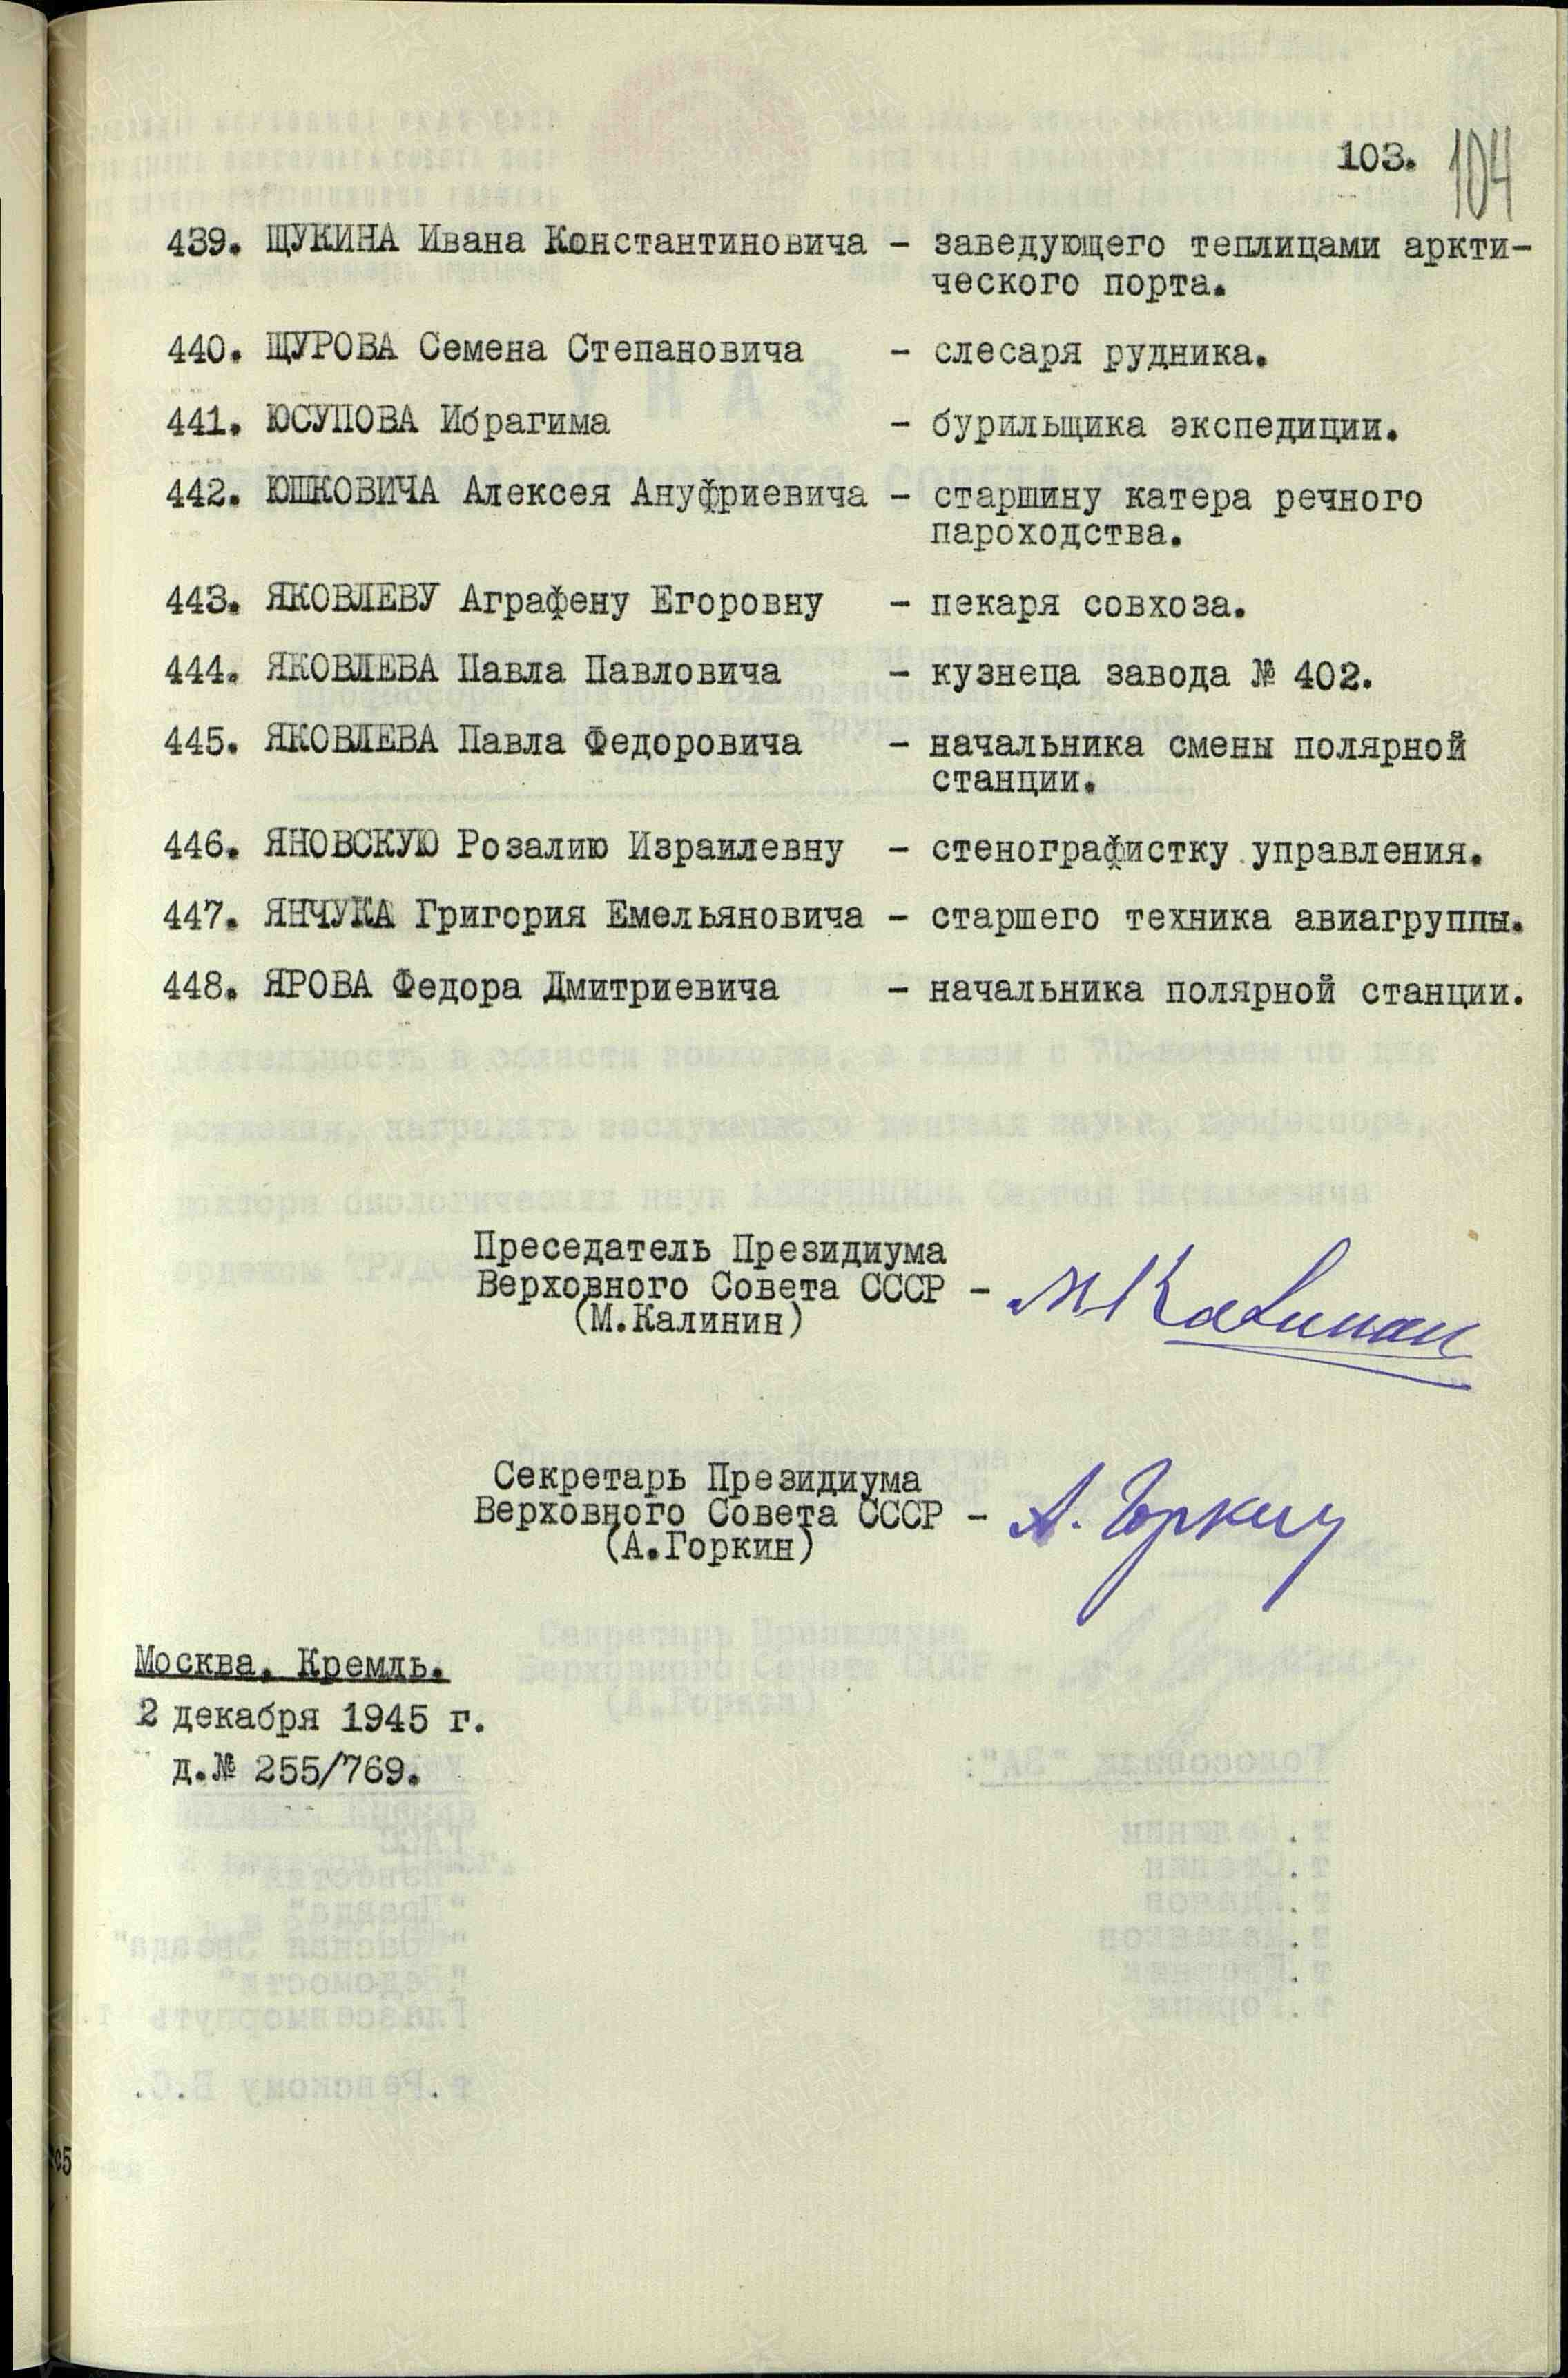 103. 104
439. ЩУКИНА Ивана Константиновича - заведующего теплицами аркти-
ческого порта.
440. ЩУРОВА Семена Степановича - слесаря рудника.
441. ЮСУПОВА Ибрагима - бурильщика экспедиции.
442. ЮШКОВИЧА Алексея Ануфриевича - старшину катера речного
пароходства.
443. ЯКОВЛЕВУ Аграфену Егоровну - пекаря совхоза.
444. ЯКОВЛЕВА Павла Павловича - кузнеца завода № 402.
445. ЯКОВЛЕВА Павла Федоровича - начальника смены полярной
станции.
446. ЯНОВСКУЮ Розалию Израилевну - стенографистку управления.
447. ЯНЧУКА Григория Емельяновича - старшего техника авиагруппы.
448. ЯРОВА Федора Дмитриевича - начальника полярной станции.
Преседатель Президиума
Верховного Совета СССР - М.Калинин
(М.Калинин)
Секретарь Президиума
Верховного Совета СССР - А. Горкин
(А.Горкин)
Москва, Кремль.
2 декабря 1945 г.
д.№ 255/769.